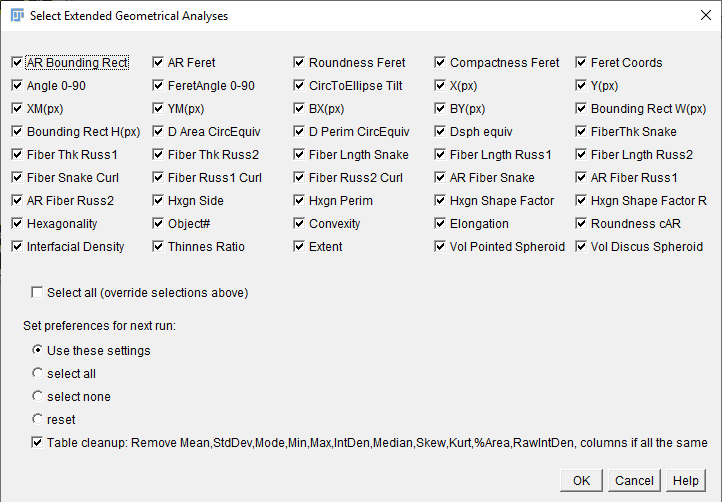 Select Extended Geometrical Analyses
AR Bounding Rect AR Feret Roundness Feret Compactness Feret Feret Coords
Angle 0-90 FeretAngle 0-90 CircToEllipse Tilt X(px) Y(px)
XM(px) YM(px) BX(px) BY(px) Bounding Rect W(px)
Bounding Rect H(px) D Area CircEquiv D Perim CircEquiv Dsph equiv FiberThk Snake
Fiber Thk Russ1 Fiber Thk Russ2 Fiber Lngth Snake Fiber Lngth Russ1 Fiber Lngth Russ2
Fiber Snake Curl Fiber Russ1 Curl Fiber Russ2 Curl AR Fiber Snake AR Fiber Russ1
AR Fiber Russ2 Hxgn Side Hxgn Perim Hxgn Shape Factor Hxgn Shape Factor R
Hexagonality Object# Convexity Elongation Roundness cAR
Interfacial Density Thinnes Ratio Extent Vol Pointed Spheroid Vol Discus Spheroid
Select all (override selections above)
Set preferences for next run:
Use these settings
select all
select none
reset
Table cleanup: Remove Mean,StdDev,Mode,Min,Max,IntDen,Median,Skew,Kurt,%Area,RawIntDen, columns if all the same
OK Cancel Help